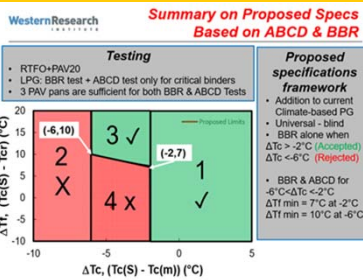 WesternResearch
INSTITUTE
Summary on Proposed Specs
Based on ABCD & BBR
Testing
• RTFO+PAV20
• LPG: BBR test + ABCD test only for critical binders
• 3 PAV pans are sufficient for both BBR & ABCD Tests
ΔTf, (Tc(S) - Tcr) (°C)
20
15
10
5
0
-5
-10
(-6,10)
3 ✓
Proposed Limits
2
X
(-2,7)
1
✓
4 x
-10
-5
0
5
ΔTc, (Tc(S) - Tc(m)) (°C)
Proposed
specifications
framework
• Addition to current
Climate-based PG
• Universal - blind
• BBR alone when
ΔTc > -2°C (Accepted)
ΔTc <-6°C (Rejected)
• BBR & ABCD for
-6°C<ΔTc <-2°C
ΔTf min = 7°C at -2°C
ΔTf min = 10°C at -6°C